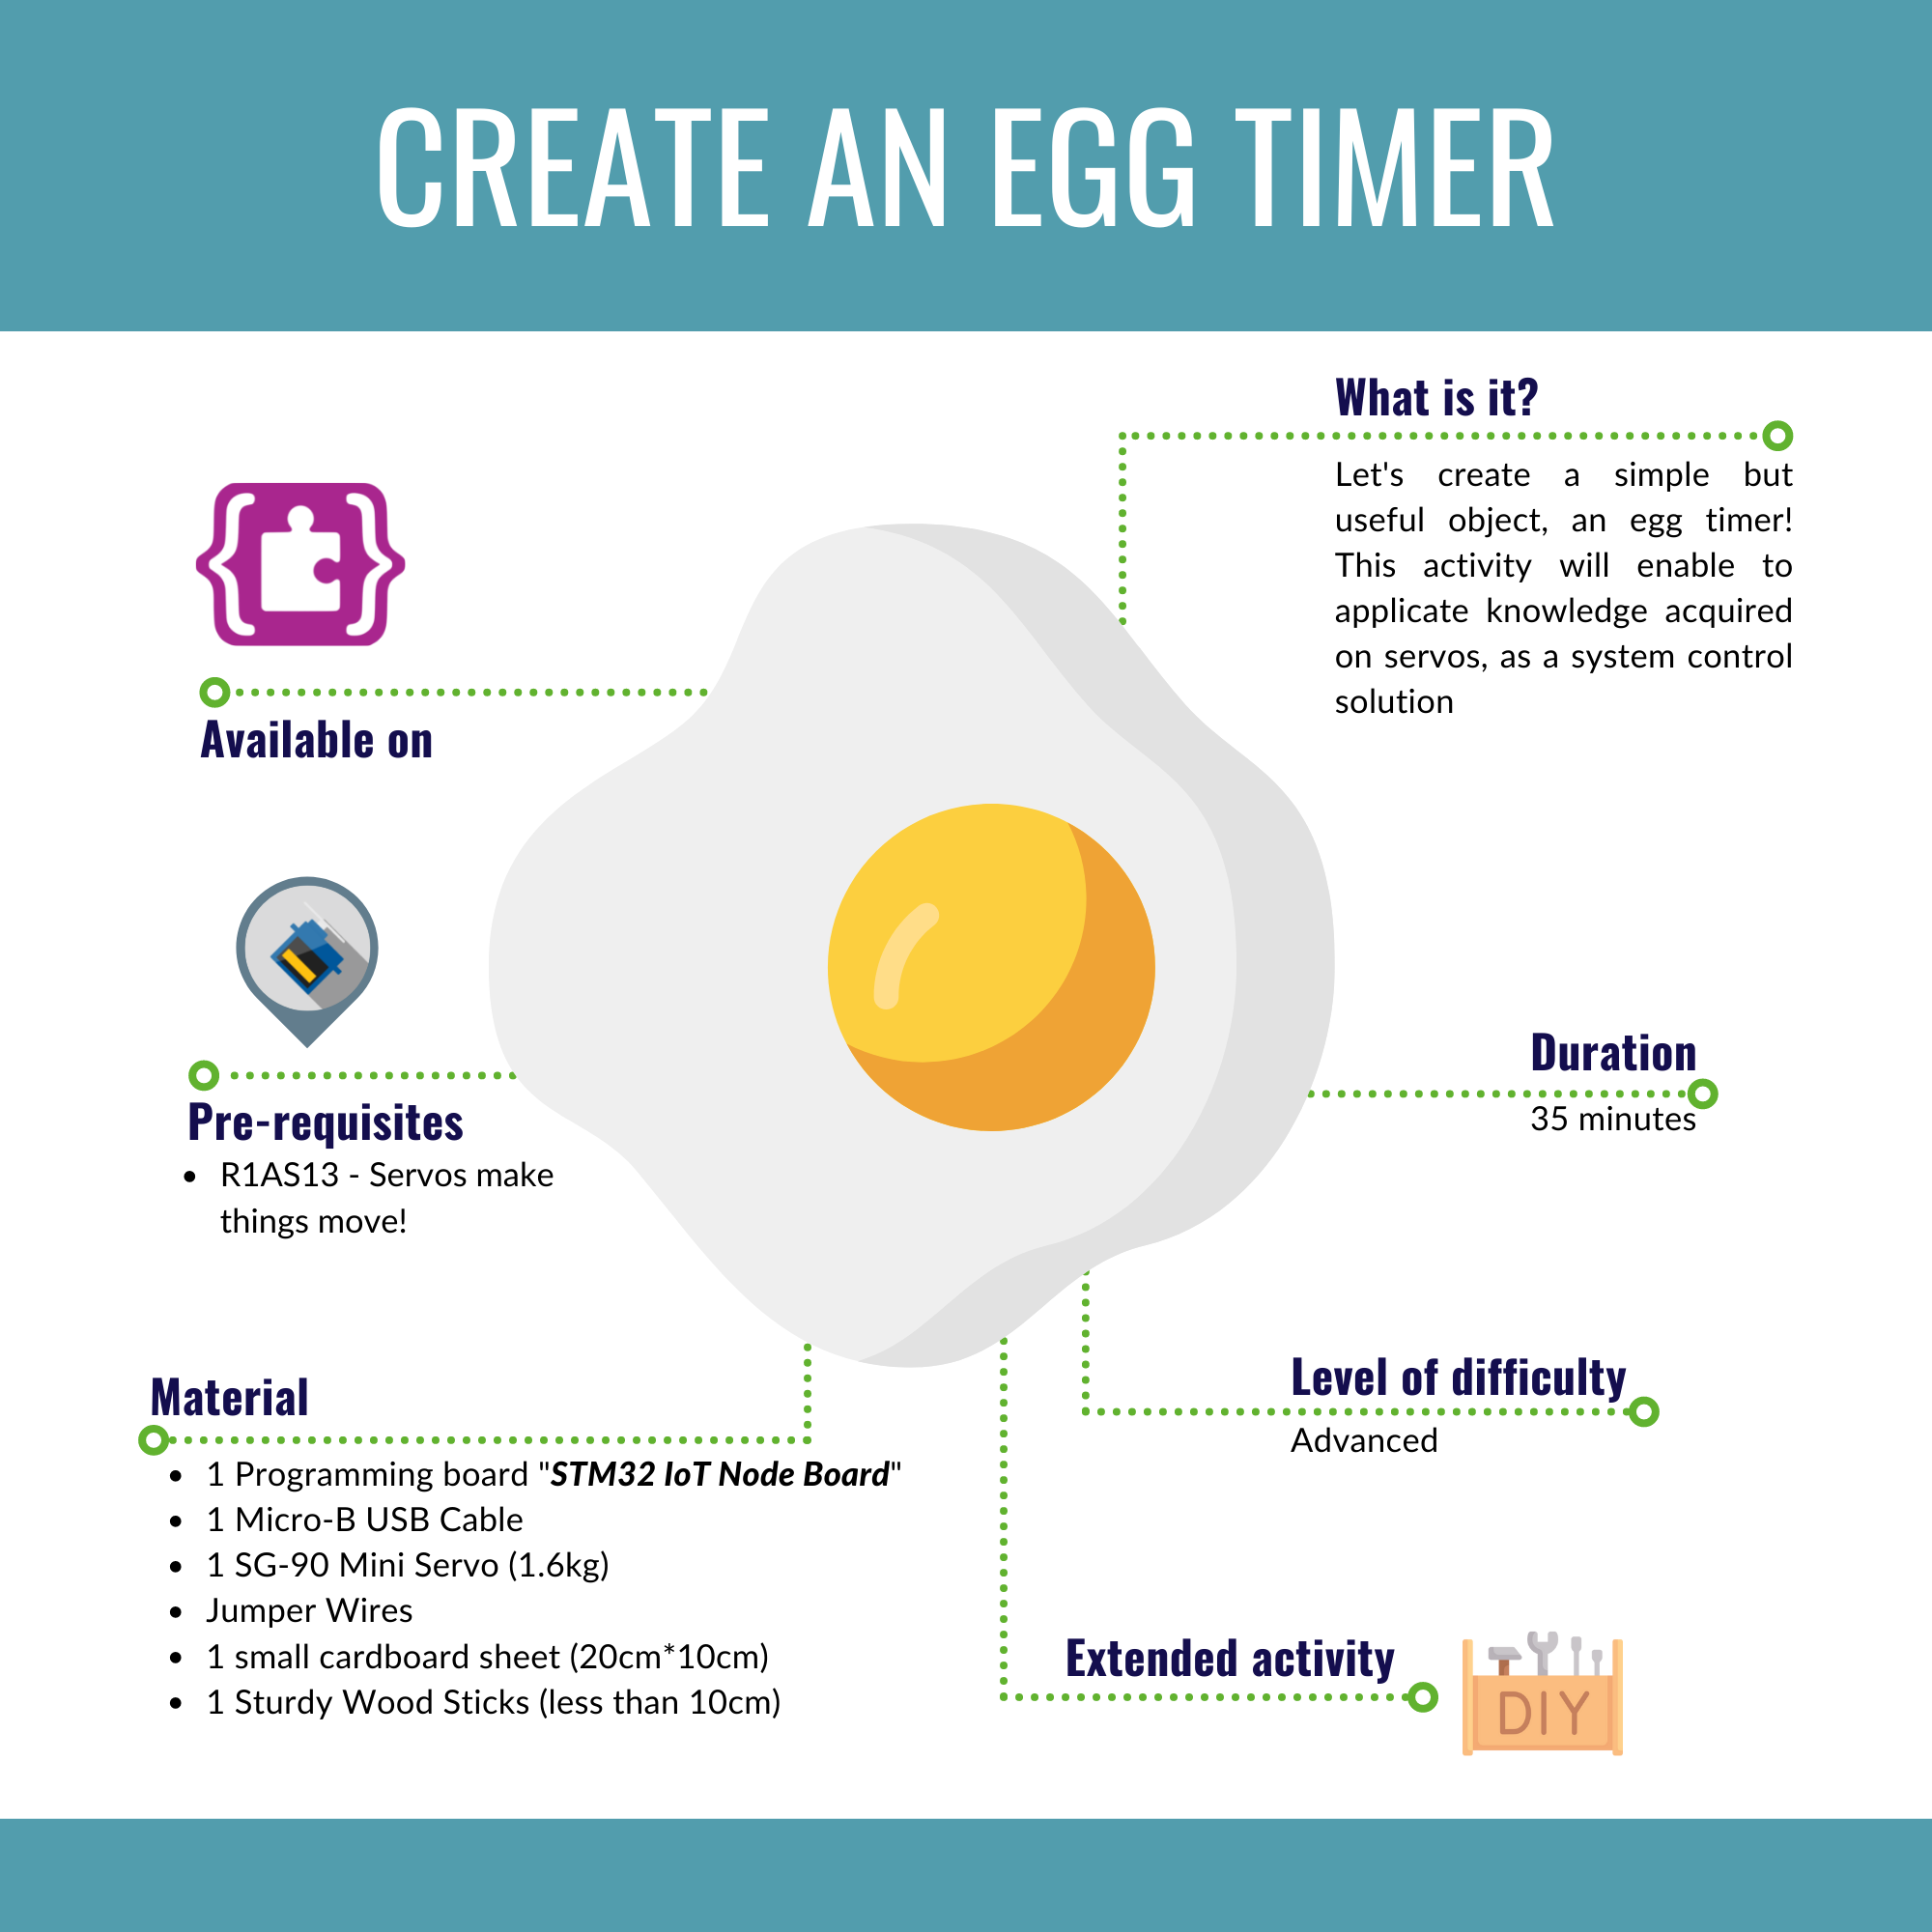 CREATE AN EGG TIMER
What is it?
Let's create a simple but
useful object, an egg timer!
This activity will enable to
applicate knowledge acquired
on servos, as a system control
solution
Available on
Pre-requisites
• R1AS13 - Servos make
things move!
Duration
35 minutes
Material
• 1 Programming board "STM32 IoT Node Board"
• 1 Micro-B USB Cable
• 1 SG-90 Mini Servo (1.6kg)
• Jumper Wires
• 1 small cardboard sheet (20cm*10cm)
• 1 Sturdy Wood Sticks (less than 10cm)
Level of difficulty
Advanced
Extended activity
DIY